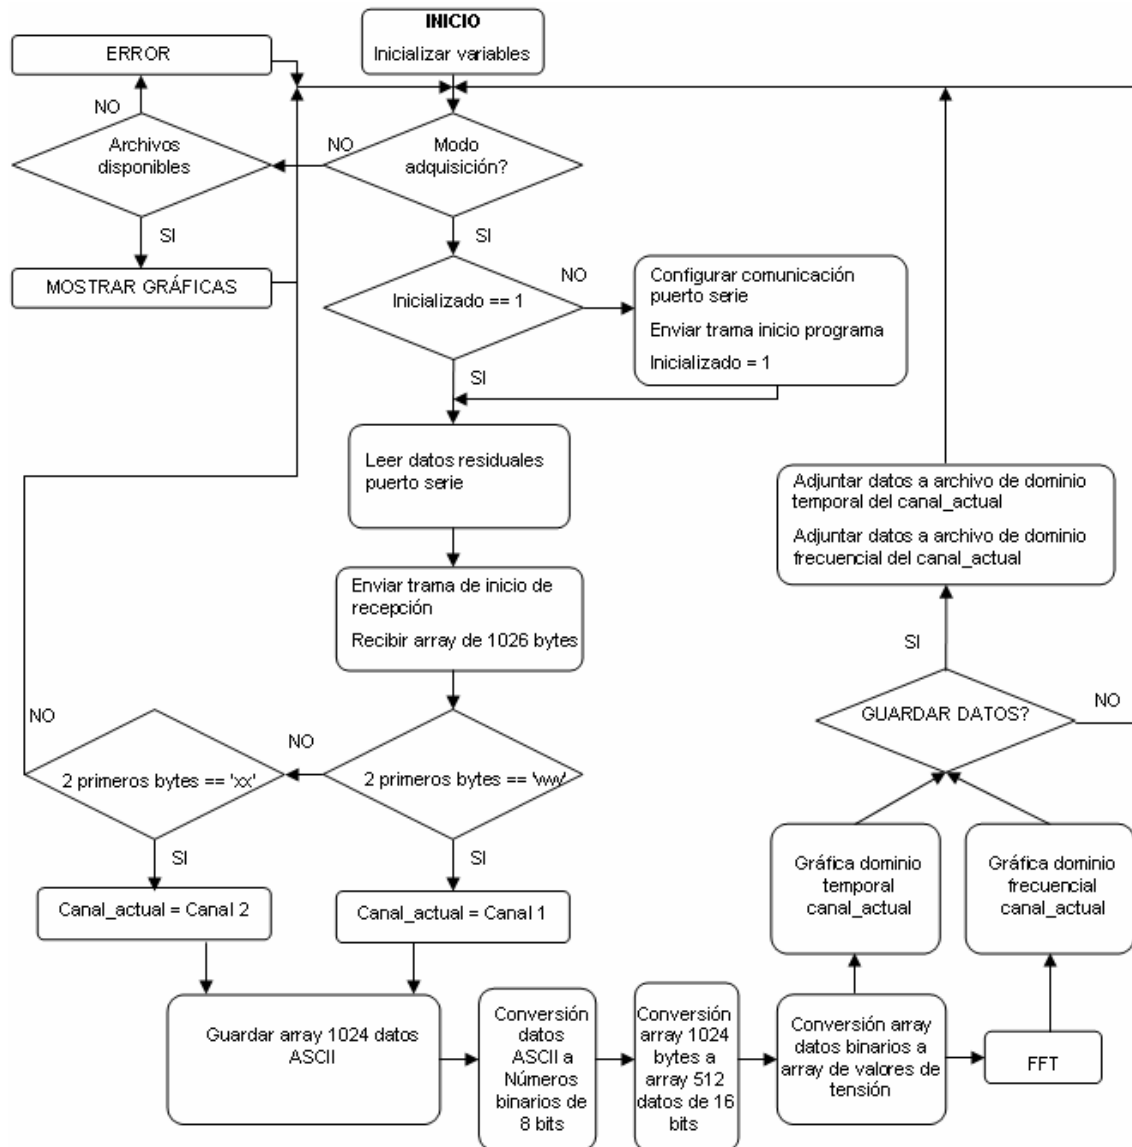 INICIO
Inicializar variables
ERROR
NO
Archivos
disponibles
NO
Modo
adquisición?
SI
SI
MOSTRAR GRÁFICAS
Inicializado == 1
NO
Configurar comunicación
puerto serie
Enviar trama inicio programa
Inicializado = 1
SI
Leer datos residuales
puerto serie
Adjuntar datos a archivo de dominio
temporal del canal_actual
Adjuntar datos a archivo de dominio
frecuencial del canal_actual
Enviar trama de inicio de
recepción
Recibir array de 1026 bytes
SI
NO
NO
GUARDAR DATOS?
NO
2 primeros bytes == 'xx'
2 primeros bytes ==
SI
SI
Canal_actual = Canal 2
Canal_actual = Canal 1
Gráfica dominio
temporal
canal_actual
Gráfica dominio
frecuencial
canal_actual
Guardar array 1024 datos
ASCII
Conversión
datos
ASCII a
Números
binarios de
8 bits
Conversión
array 1024
bytes a
array 512
datos de 16
bits
Conversión array
datos binarios a
array de valores de
tensión
FFT